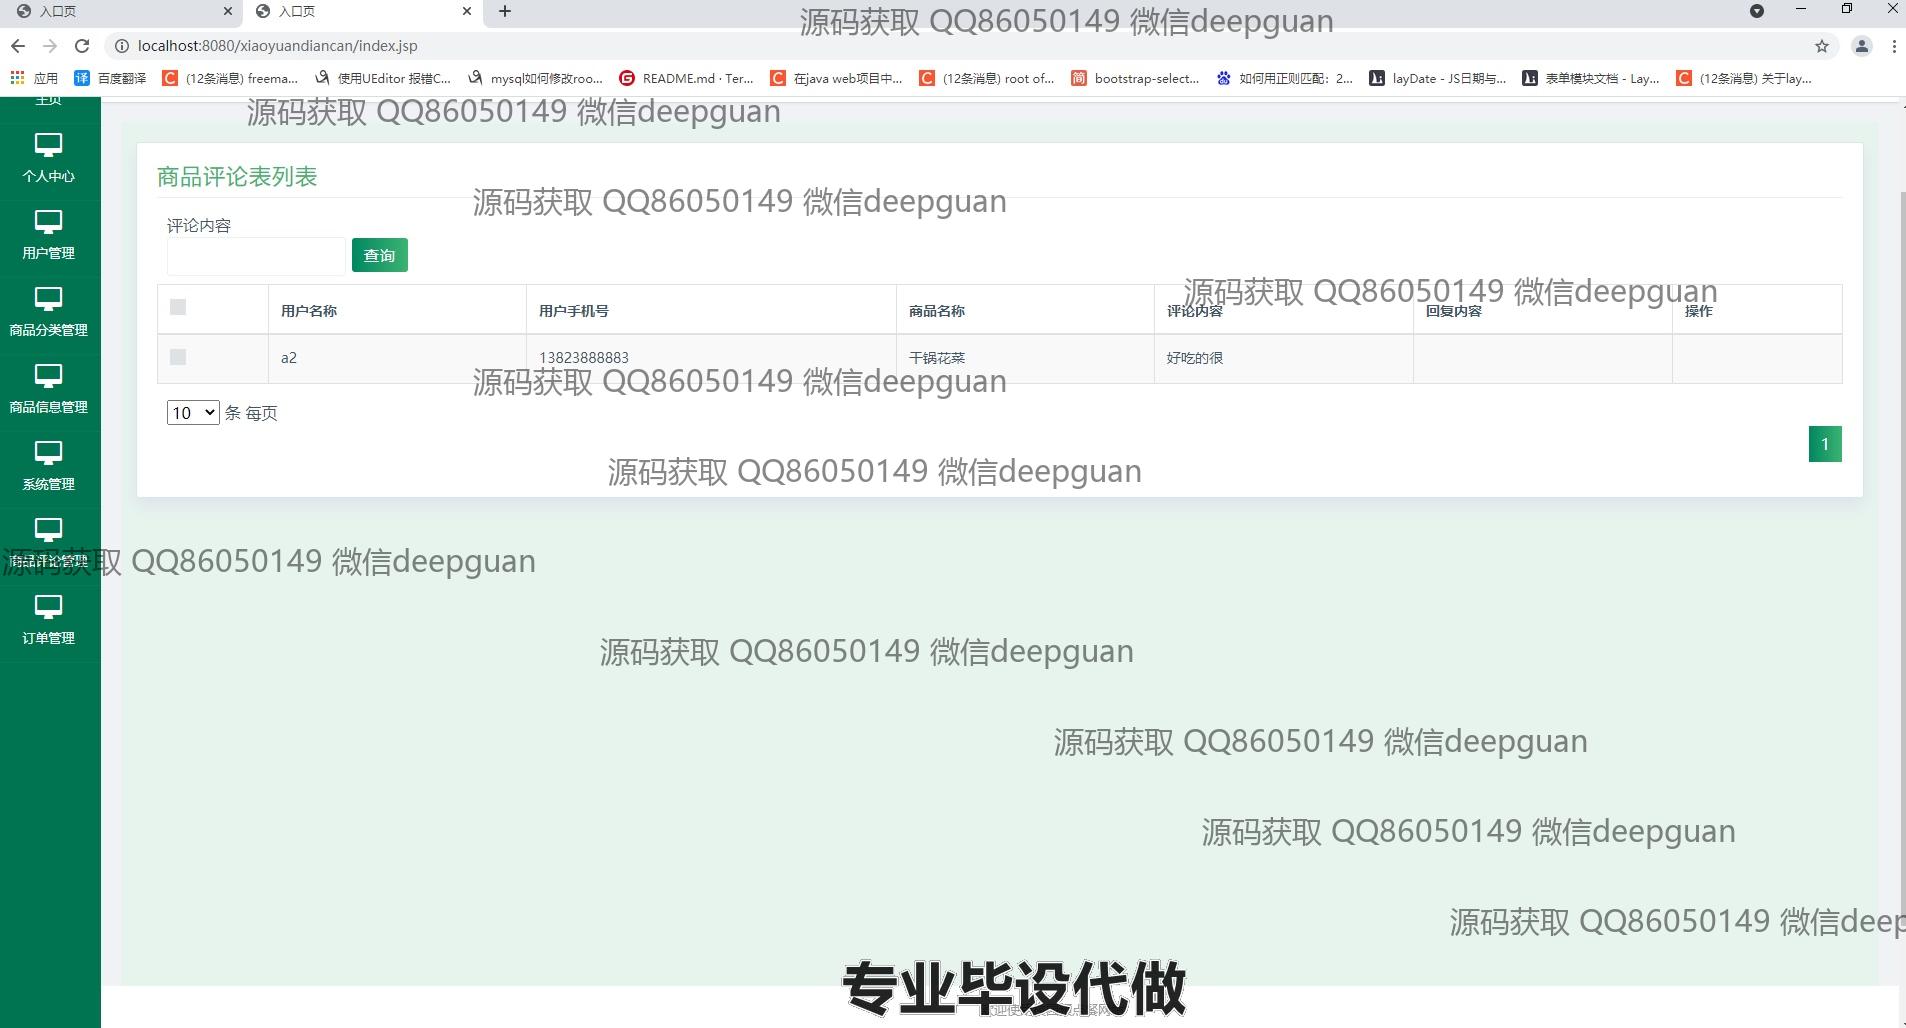 入口页
入口页
源码获取 QQ86050149 微信deepguan
localhost:8080/xiaoyuandiancan/index.jsp
应用 百度翻译 (12条消息) freema... 使用UEditor 报错C... mysql如何修改roo... README.md · Ter... 在java web项目中... (12条消息) root of... bootstrap-select... 如何用正则匹配：2... layDate - JS日期与... 表单模块文档 - Lay... (12条消息) 关于lay...
主页
源码获取 QQ86050149 微信deepguan
个人中心
商品评论表列表
源码获取 QQ86050149 微信deepguan
评论内容
用户管理
查询
源码获取 QQ86050149 微信deepguan
用户名称 用户手机号 商品名称 评论内容 回复内容 操作
商品分类管理
a2 13823888883 干锅花菜 好吃的很
源码获取 QQ86050149 微信deepguan
商品信息管理
10 条 每页
1
源码获取 QQ86050149 微信deepguan
系统管理
源码获取 QQ86050149 微信deepguan
商品评论管理
订单管理
源码获取 QQ86050149 微信deepguan
源码获取 QQ86050149 微信deepguan
源码获取 QQ86050149 微信deepguan
源码获取 QQ86050149 微信deep
专业毕设代做